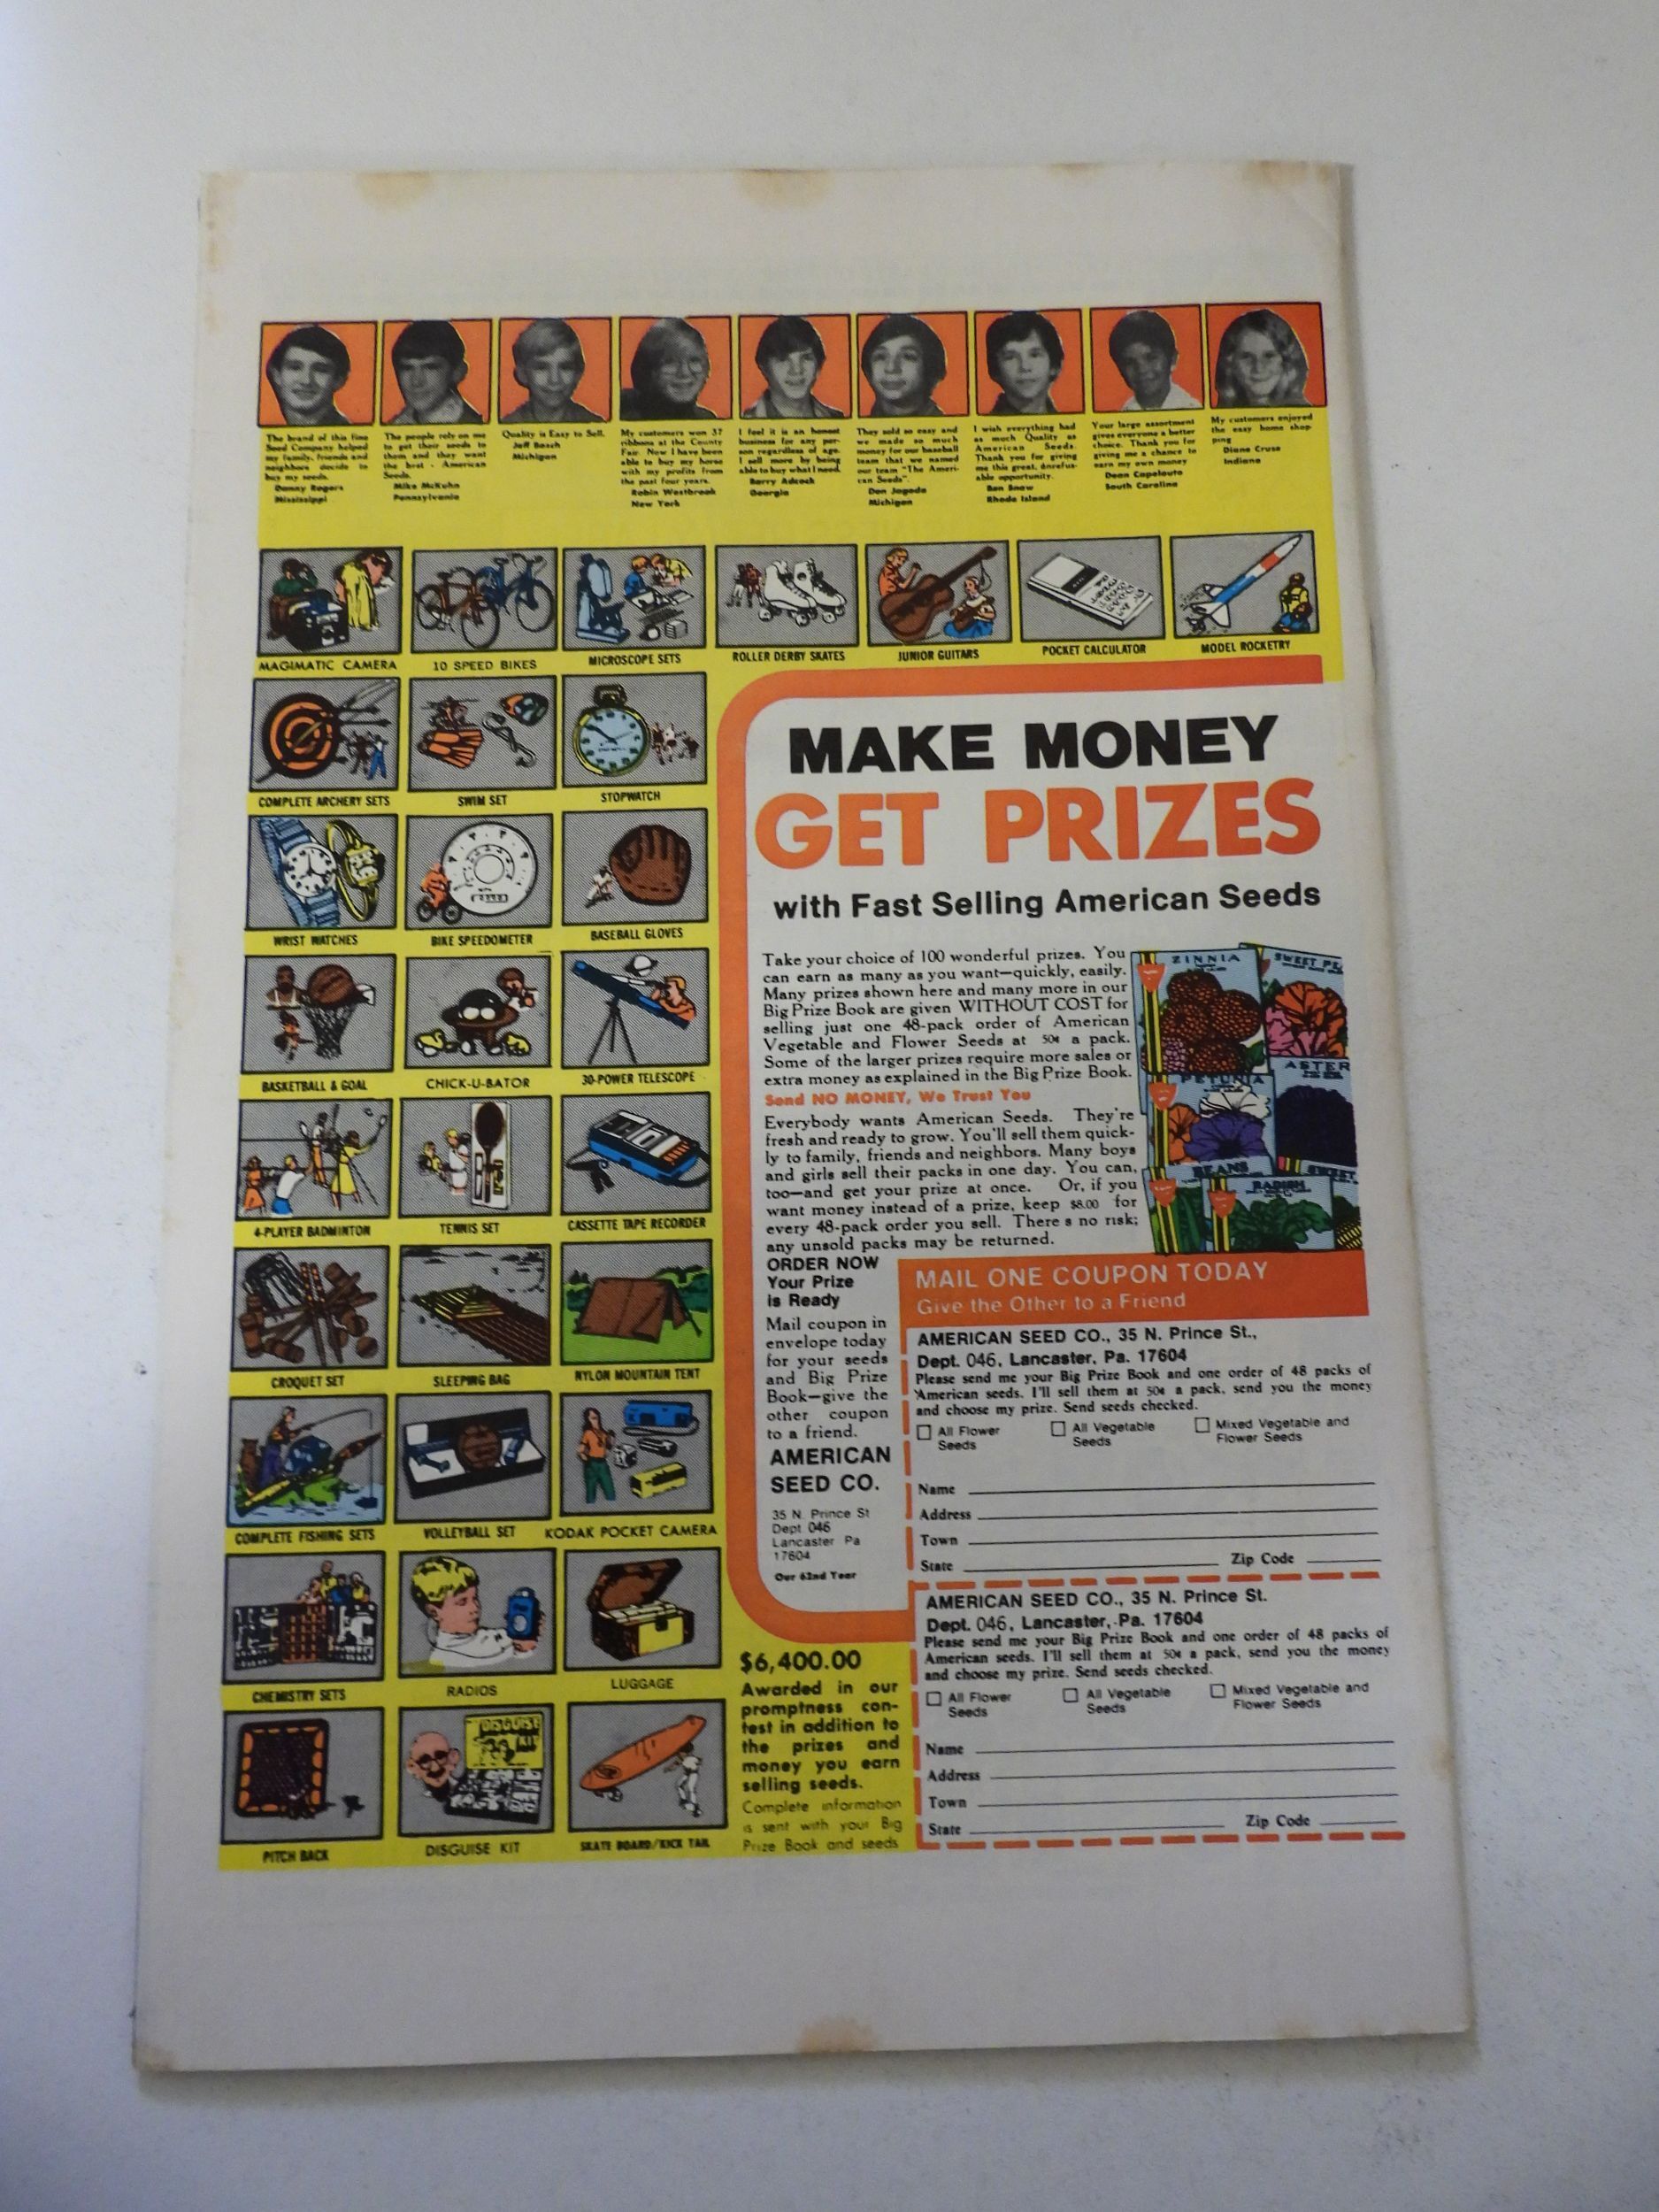 The brand of this fine
Seed Company helped
my family, friends and
neighbors decide to
buy my seeds.
Danny Rogers
Mississippi
The people rely on me
to get their seeds to
them and they want
the best - American
Seeds.
Mike McKuhn
Pennsylvania
Quality is Easy to Sell.
Jeff Besch
Michigan
My customers won 37
ribbons at the County
Fair. Now I have been
able to buy my horse
with my profits from
the past four years.
Robin Westbrook
New York
I feel it is an honest
business for any per-
son regardless of age.
I sell more by being
able to buy what I need.
Barry Adcock
Georgia
They sold so easy and
we made so much
money for our baseball
team that we named
our team "The Ameri-
can Seeds".
Don Jagoda
Michigan
I wish everything had
as much Quality as
American Seeds.
Thank you for giving
me this great, unrefus-
able opportunity.
Ben Snow
Rhode Island
Your large assortment
gives everyone a better
choice. Thank you for
giving me a chance to
earn my own money
Dean Capelouto
South Carolina
My customers enjoyed
the easy home shop-
ping
Diane Cruse
Indiana
MAGIMATIC CAMERA
10 SPEED BIKES
MICROSCOPE SETS
ROLLER DERBY SKATES
JUNIOR GUITARS
POCKET CALCULATOR
MODEL ROCKETRY
COMPLETE ARCHERY SETS
SWIM SET
STOPWATCH
WRIST WATCHES
BIKE SPEEDOMETER
BASEBALL GLOVES
BASKETBALL & GOAL
CHICK-U-BATOR
30-POWER TELESCOPE
4-PLAYER BADMINTON
TENNIS SET
CASSETTE TAPE RECORDER
CROQUET SET
SLEEPING BAG
NYLON MOUNTAIN TENT
COMPLETE FISHING SETS
VOLLEYBALL SET
KODAK POCKET CAMERA
CHEMISTRY SETS
RADIOS
LUGGAGE
DISGUISE
KIT
PITCH BACK
DISGUISE KIT
SKATE BOARD/KICK TAIL
MAKE MONEY
GET PRIZES
with Fast Selling American Seeds
Take your choice of 100 wonderful prizes. You
can earn as many as you want—quickly, easily.
Many prizes shown here and many more in our
Big Prize Book are given WITHOUT COST for
selling just one 48-pack order of American
Vegetable and Flower Seeds at 50¢ a pack.
Some of the larger prizes require more sales or
extra money as explained in the Big Prize Book.
Send NO MONEY, We Trust You
Everybody wants American Seeds. They're
fresh and ready to grow. You'll sell them quick-
ly to family, friends and neighbors. Many boys
and girls sell their packs in one day. You can,
too—and get your prize at once. Or, if you
want money instead of a prize, keep $8.00 for
every 48-pack order you sell. There s no risk;
any unsold packs may be returned.
ZINNIA
SWEET PE
PETUNIA
ASTER
BEANS
RADISH
SWEET
ORDER NOW
Your Prize
is Ready
Mail coupon in
envelope today
for your seeds
and Big Prize
Book—give the
other coupon
to a friend.
AMERICAN
SEED CO.
35 N. Prince St
Dept 046
Lancaster Pa
17604
Our 62nd Year
$6,400.00
Awarded in our
promptness con-
test in addition to
the prizes and
money you earn
selling seeds.
Complete information
is sent with your Big
Prize Book and seeds
MAIL ONE COUPON TODAY
Give the Other to a Friend
AMERICAN SEED CO., 35 N. Prince St.,
Dept. 046, Lancaster, Pa. 17604
Please send me your Big Prize Book and one order of 48 packs of
American seeds. I'll sell them at 50¢ a pack, send you the money
and choose my prize. Send seeds checked.
All Flower
Seeds
All Vegetable
Seeds
Mixed Vegetable and
Flower Seeds
Name
Address
Town
State Zip Code
AMERICAN SEED CO., 35 N. Prince St.
Dept. 046, Lancaster, Pa. 17604
Please send me your Big Prize Book and one order of 48 packs of
American seeds. I'll sell them at 50¢ a pack, send you the money
and choose my prize. Send seeds checked.
All Flower
Seeds
All Vegetable
Seeds
Mixed Vegetable and
Flower Seeds
Name
Address
Town
State Zip Code